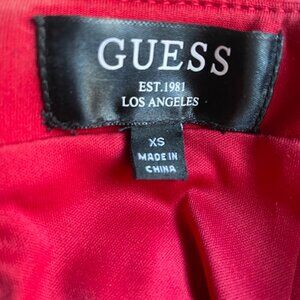 GUESS
EST. 1981
LOS ANGELES
XS
MADE IN
CHINA